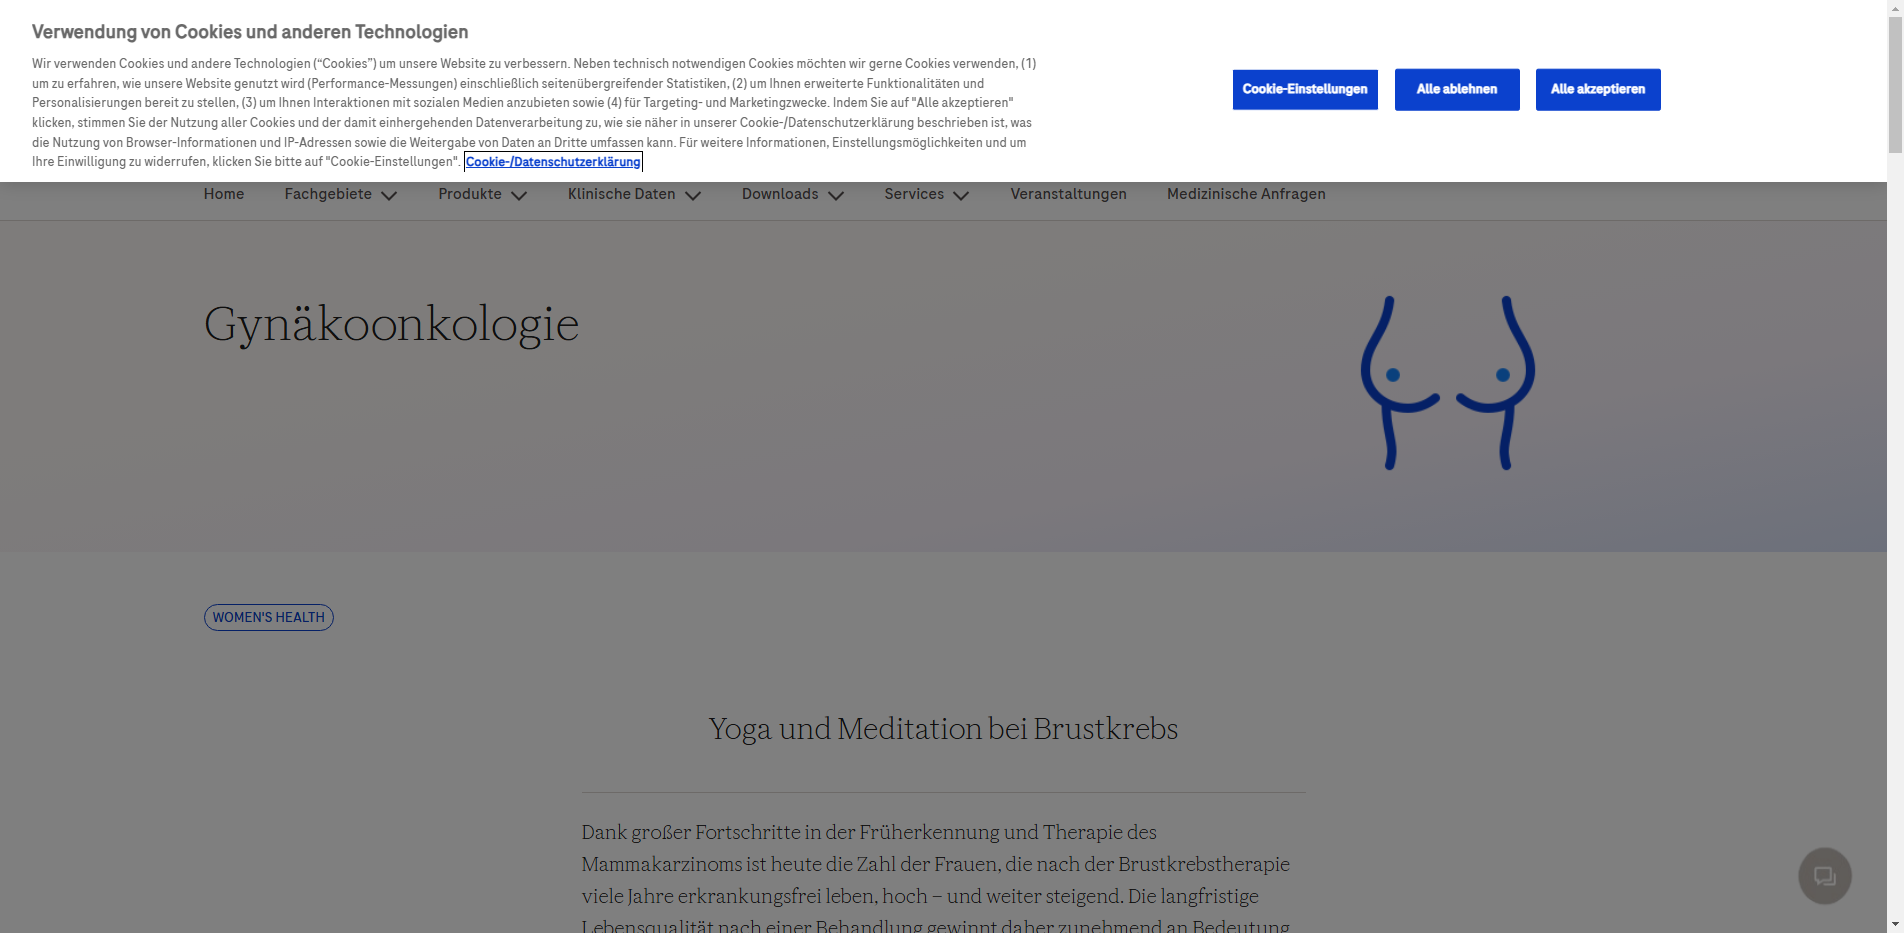 Verwendung von Cookies und anderen Technologien
Wir verwenden Cookies und andere Technologien (“Cookies”) um unsere Website zu verbessern. Neben technisch notwendigen Cookies möchten wir gerne Cookies verwenden, (1)
um zu erfahren, wie unsere Website genutzt wird (Performance-Messungen) einschließlich seitenübergreifender Statistiken, (2) um Ihnen erweiterte Funktionalitäten und
Personalisierungen bereit zu stellen, (3) um Ihnen Interaktionen mit sozialen Medien anzubieten sowie (4) für Targeting- und Marketingzwecke. Indem Sie auf "Alle akzeptieren"
klicken, stimmen Sie der Nutzung aller Cookies und der damit einhergehenden Datenverarbeitung zu, wie sie näher in unserer Cookie-/Datenschutzerklärung beschrieben ist, was
die Nutzung von Browser-Informationen und IP-Adressen sowie die Weitergabe von Daten an Dritte umfassen kann. Für weitere Informationen, Einstellungsmöglichkeiten und um
Ihre Einwilligung zu widerrufen, klicken Sie bitte auf "Cookie-Einstellungen". Cookie-/Datenschutzerklärung
Cookie-Einstellungen
Alle ablehnen
Alle akzeptieren
Home Fachgebiete Produkte Klinische Daten Downloads Services Veranstaltungen Medizinische Anfragen
Gynäkoonkologie
WOMEN'S HEALTH
Yoga und Meditation bei Brustkrebs
Dank großer Fortschritte in der Früherkennung und Therapie des
Mammakarzinoms ist heute die Zahl der Frauen, die nach der Brustkrebstherapie
viele Jahre erkrankungsfrei leben, hoch – und weiter steigend. Die langfristige
Lebensqualität nach einer Behandlung gewinnt daher zunehmend an Bedeutung